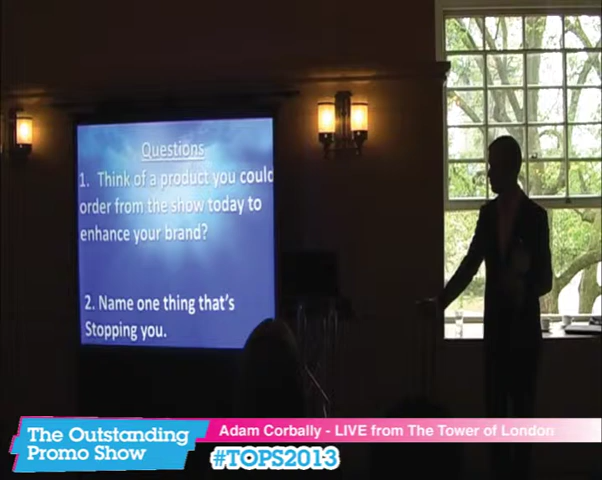 Questions
1. Think of a product you could
order from the show today to
enhance your brand?
2. Name one thing that's
Stopping you.
The Outstanding
Promo Show
Adam Corbally - LIVE from The Tower of London
#TOPS2013